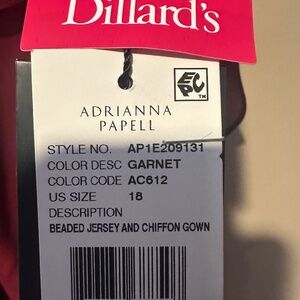 Dillard's
EPC
TM
ADRIANNA
PAPELL
STYLE NO. AP1E209131
COLOR DESC GARNET
COLOR CODE AC612
US SIZE 18
DESCRIPTION
BEADED JERSEY AND CHIFFON GOWN